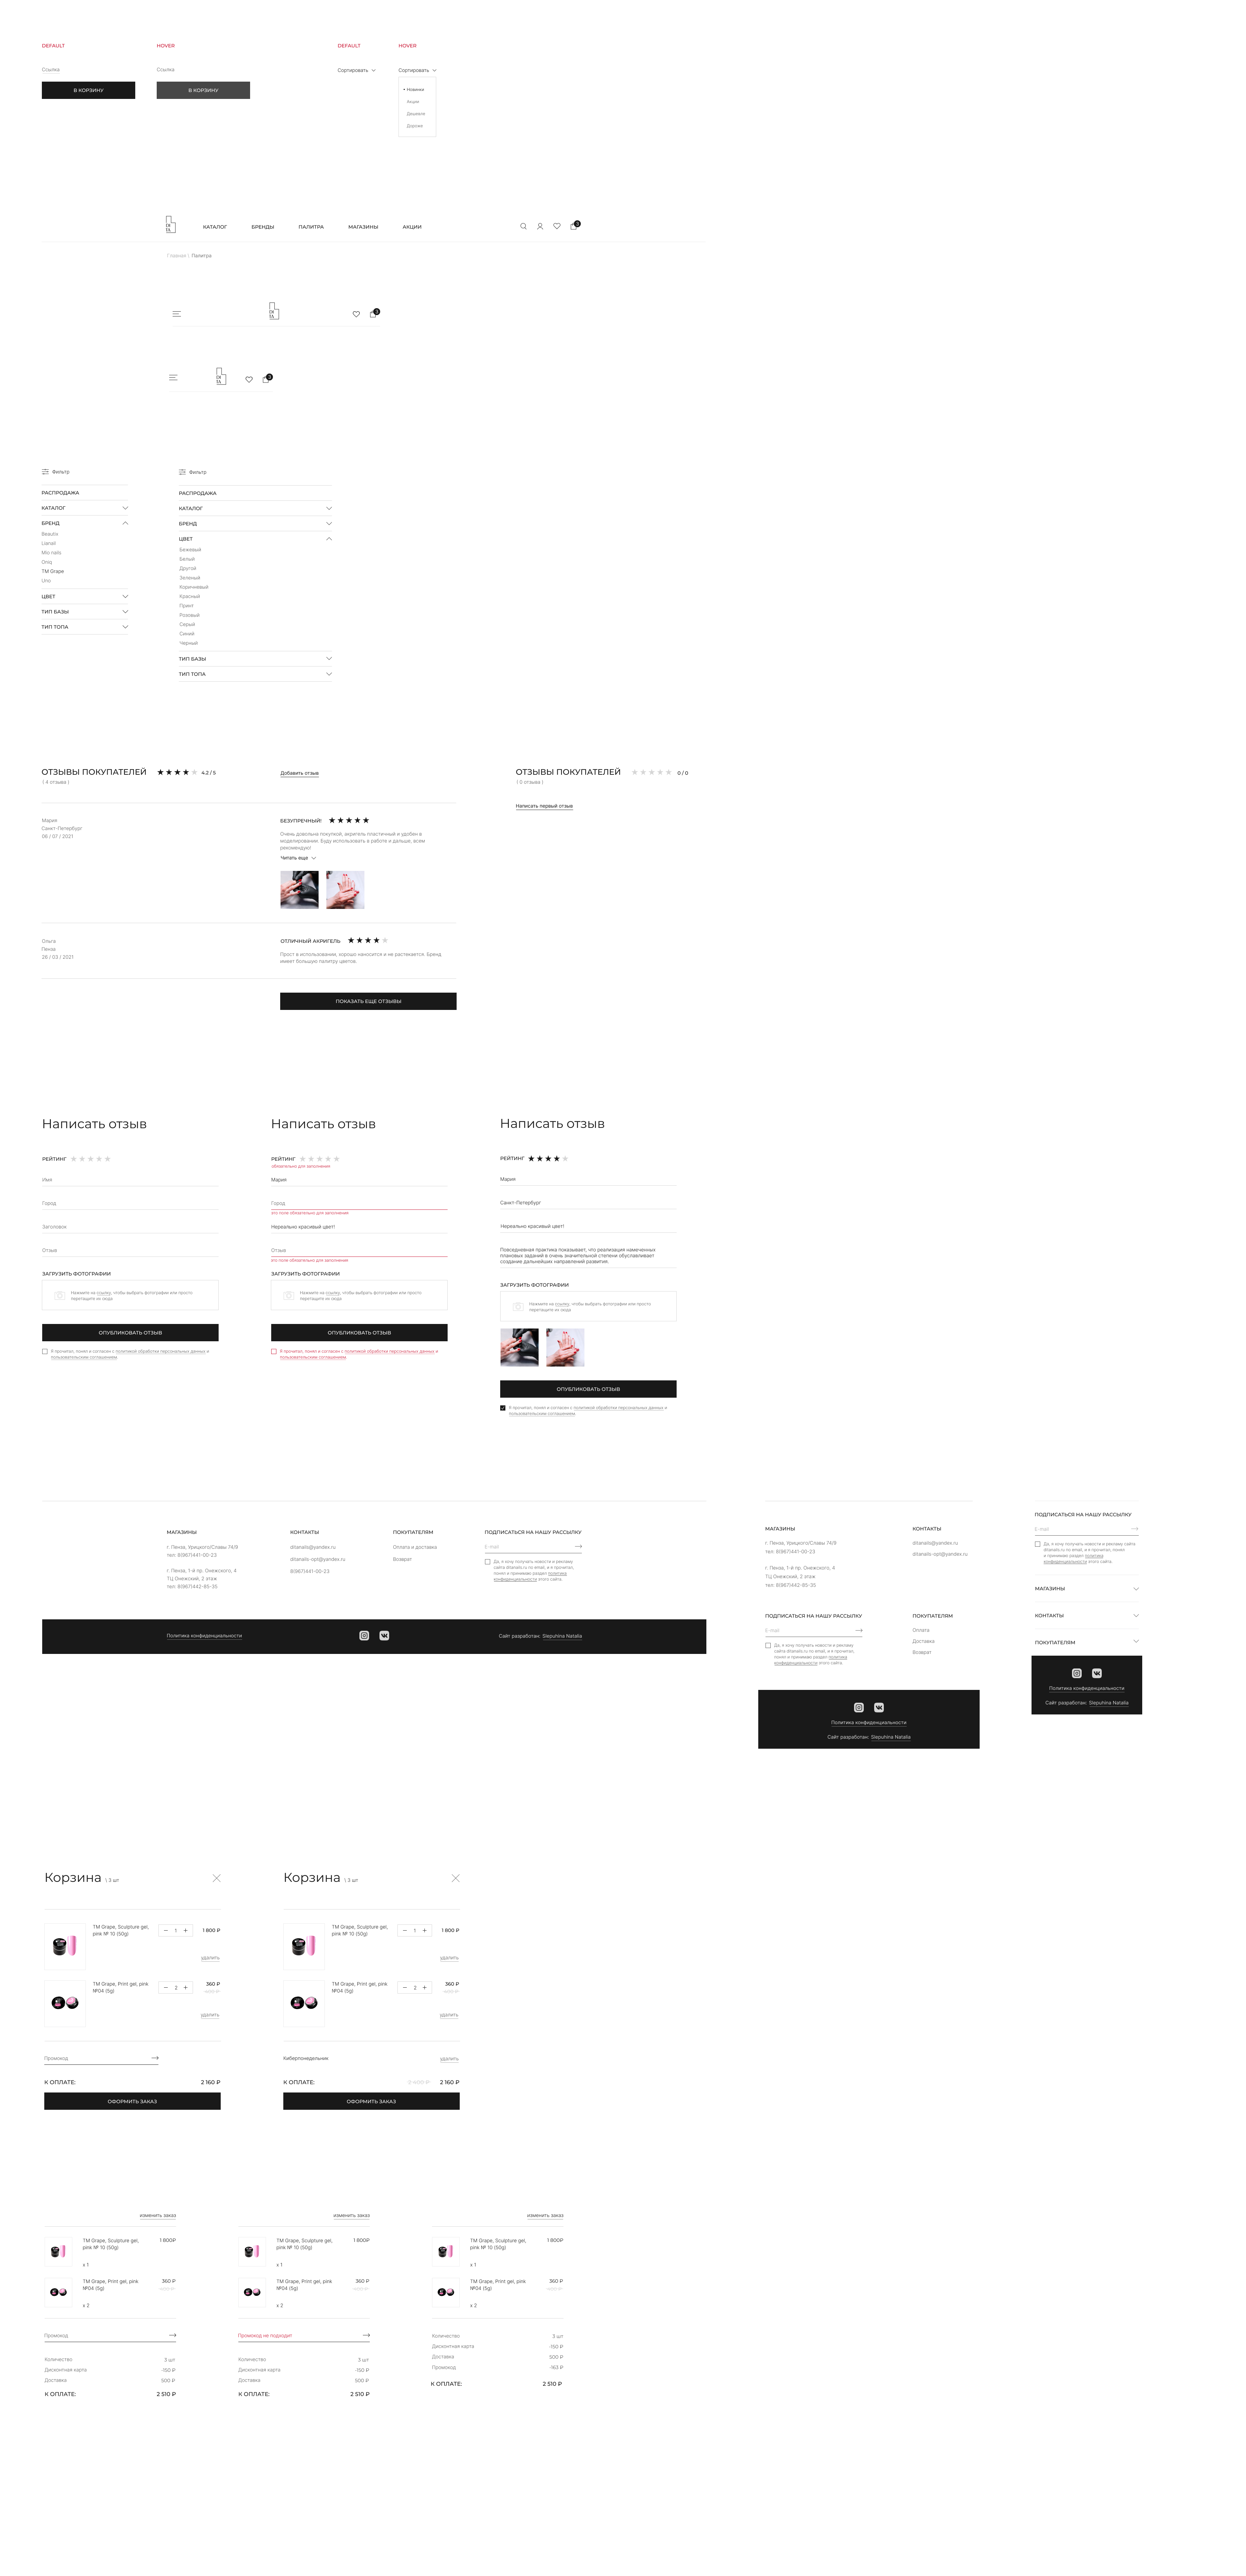 DEFAULT
HOVER
DEFAULT
HOVER
Ссылка
Ссылка
Сортировать
Сортировать
В КОРЗИНУ
В КОРЗИНУ
Новинки
Акции
Дешевле
Дороже
DI
TA
КАТАЛОГ
БРЕНДЫ
ПАЛИТРА
МАГАЗИНЫ
АКЦИИ
3
Главная \ Палитра
DI
TA
3
DI
TA
3
Фильтр
РАСПРОДАЖА
КАТАЛОГ
БРЕНД
Beautix
Lianail
Mio nails
Onsy
TM Grape
Uno
ЦВЕТ
ТИП БАЗЫ
ТИП ТОПА
Фильтр
РАСПРОДАЖА
КАТАЛОГ
БРЕНД
ЦВЕТ
Бежевый
Белый
Другой
Зеленый
Коричневый
Красный
Принт
Розовый
Серый
Синий
Черный
ТИП БАЗЫ
ТИП ТОПА
ОТЗЫВЫ ПОКУПАТЕЛЕЙ
4.2 / 5
( 4 отзыва )
Добавить отзыв
ОТЗЫВЫ ПОКУПАТЕЛЕЙ
0 / 0
( 0 отзыва )
Написать первый отзыв
Мария
Санкт-Петербург
06 / 07 / 2021
БЕЗУПРЕЧНЫЙ!
Очень довольна покупкой, акрегель пластичный и удобен в
моделирование. Буду использовать в работе и дальше, всем
рекомендую!
Читать еще
Ольга
Пенза
26 / 03 / 2021
ОТЛИЧНЫЙ АКРИГЕЛЬ
Прост в использовании, хорошо наносится и не растекается. Бренд
имеет большую палитру цветов.
ПОКАЗАТЬ ЕЩЕ ОТЗЫВЫ
Написать отзыв
РЕЙТИНГ
Имя
Город
Заголовок
Отзыв
ЗАГРУЗИТЬ ФОТОГРАФИИ
Нажмите на ссылку, чтобы выбрать фотографии или просто
перетащите их сюда
ОПУБЛИКОВАТЬ ОТЗЫВ
Я прочитал, понял и согласен с политикой обработки персональных данных и
пользовательским соглашением
Написать отзыв
РЕЙТИНГ
обязательно для заполнения
Мария
Город
это поле обязательно для заполнения
Нереально красивый цвет!
Отзыв
это поле обязательно для заполнения
ЗАГРУЗИТЬ ФОТОГРАФИИ
Нажмите на ссылку, чтобы выбрать фотографии или просто
перетащите их сюда
ОПУБЛИКОВАТЬ ОТЗЫВ
Я прочитал, понял и согласен с политикой обработки персональных данных и
пользовательским соглашением
Написать отзыв
РЕЙТИНГ
Мария
Санкт-Петербург
Нереально красивый цвет!
Повседневная практика показывает, что реализация намеченных
плановых заданий в очень значительной степени обуславливает
создание дальнейших направлений развития.
ЗАГРУЗИТЬ ФОТОГРАФИИ
Нажмите на ссылку, чтобы выбрать фотографии или просто
перетащите их сюда
ОПУБЛИКОВАТЬ ОТЗЫВ
Я прочитал, понял и согласен с политикой обработки персональных данных и
пользовательским соглашением
МАГАЗИНЫ
г. Пенза, Урицкого/Славы 74/9
тел: 8(967)441-00-23
г. Пенза, 1-й пр. Онежского, 4
ТЦ Онежский, 2 этаж
тел: 8(967)442-85-35
КОНТАКТЫ
ditanails@yandex.ru
ditanails-opt@yandex.ru
8(967)441-00-23
ПОКУПАТЕЛЯМ
Оплата и доставка
Возврат
ПОДПИСАТЬСЯ НА НАШУ РАССЫЛКУ
E mail
Да, я хочу получать новости и рекламу
сайта ditanails.ru по email, и я прочитал,
понял и принимаю раздел политика
конфиденциальности этого сайта.
Политика конфиденциальности
Сайт разработан: Slepuhina Natalia
МАГАЗИНЫ
г. Пенза, Урицкого/Славы 74/9
тел: 8(967)441-00-23
г. Пенза, 1-й пр. Онежского, 4
ТЦ Онежский, 2 этаж
тел: 8(967)442-85-35
КОНТАКТЫ
ditanails@yandex.ru
ditanails-opt@yandex.ru
ПОДПИСАТЬСЯ НА НАШУ РАССЫЛКУ
E mail
Да, я хочу получать новости и рекламу
сайта ditanails.ru по email, и я прочитал,
понял и принимаю раздел политика
конфиденциальности этого сайта.
ПОКУПАТЕЛЯМ
Оплата
Доставка
Возврат
Политика конфиденциальности
Сайт разработан: Slepuhina Natalia
ПОДПИСАТЬСЯ НА НАШУ РАССЫЛКУ
E mail
Да, я хочу получать новости и рекламу сайта
ditanails.ru по email, и я прочитал, понял
и принимаю раздел политика
конфиденциальности этого сайта.
МАГАЗИНЫ
КОНТАКТЫ
ПОКУПАТЕЛЯМ
Политика конфиденциальности
Сайт разработан: Slepuhina Natalia
Корзина \ 3 шт
TM Grape, Sculpture gel,
pink № 10 (50g)
1
1 800 ₽
удалить
TM Grape, Print gel, pink
№04 (5g)
2
360 ₽
удалить
Промокод
К ОПЛАТЕ:
2 160 ₽
ОФОРМИТЬ ЗАКАЗ
Корзина \ 3 шт
TM Grape, Sculpture gel,
pink № 10 (50g)
1
1 800 ₽
удалить
TM Grape, Print gel, pink
№04 (5g)
2
360 ₽
удалить
Киберпонедельник
удалить
К ОПЛАТЕ:
2 160 ₽
ОФОРМИТЬ ЗАКАЗ
изменить заказ
TM Grape, Sculpture gel,
pink № 10 (50g)
1 800₽
x 1
TM Grape, Print gel, pink
№04 (5g)
360 ₽
x 2
Промокод
Количество
3 шт
Дисконтная карта
-150 ₽
Доставка
500 ₽
К ОПЛАТЕ:
2 510 ₽
изменить заказ
TM Grape, Sculpture gel,
pink № 10 (50g)
1 800₽
x 1
TM Grape, Print gel, pink
№04 (5g)
360 ₽
x 2
Промокод не подходит
Количество
3 шт
Дисконтная карта
-150 ₽
Доставка
500 ₽
К ОПЛАТЕ:
2 510 ₽
изменить заказ
TM Grape, Sculpture gel,
pink № 10 (50g)
1 800₽
x 1
TM Grape, Print gel, pink
№04 (5g)
360 ₽
x 2
Количество
3 шт
Дисконтная карта
-150 ₽
Доставка
500 ₽
Промокод
-163 ₽
К ОПЛАТЕ:
2 510 ₽